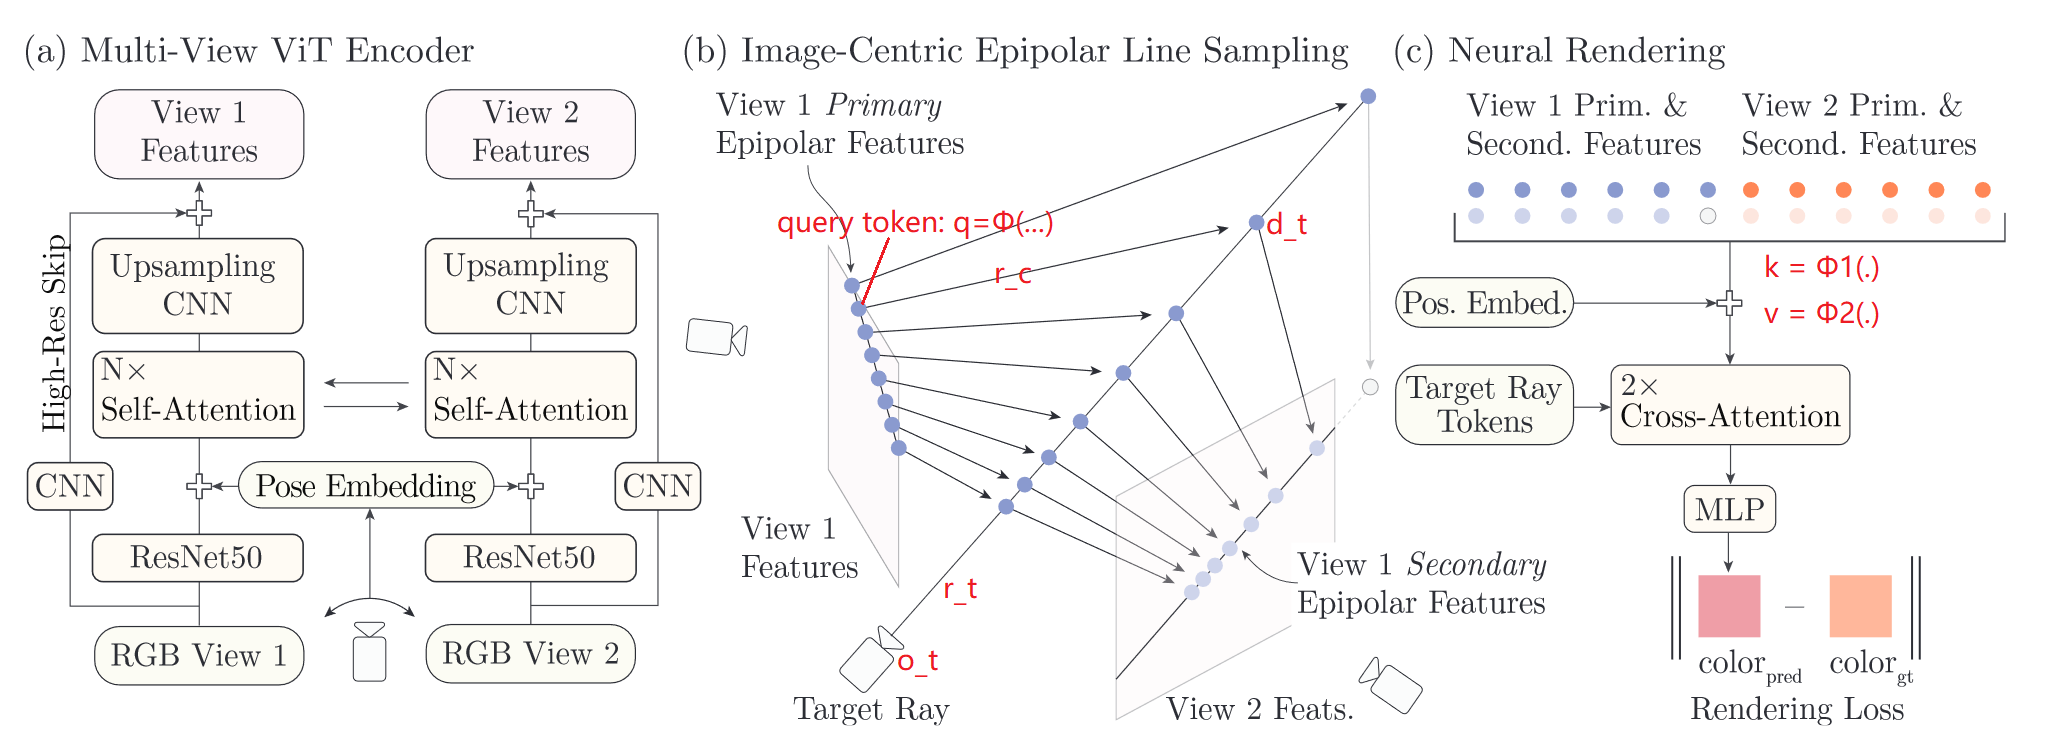 (a) Multi-View ViT Encoder
View 1
Features
View 2
Features
High-Res Skip
Upsampling
CNN
Upsampling
CNN
N×
Self-Attention
N×
Self-Attention
CNN
Pose Embedding
CNN
ResNet50
ResNet50
RGB View 1
RGB View 2
(b) Image-Centric Epipolar Line Sampling
View 1 Primary
Epipolar Features
query token: q=Φ(...)
d_t
r_c
View 1
Features
r_t
o_t
Target Ray
View 1 Secondary
Epipolar Features
View 2 Feats.
(c) Neural Rendering
View 1 Prim. &
Second. Features
View 2 Prim. &
Second. Features
k = Φ1(.)
v = Φ2(.)
Pos. Embed.
Target Ray
Tokens
2×
Cross-Attention
MLP
−
color_pred
color_gt
Rendering Loss